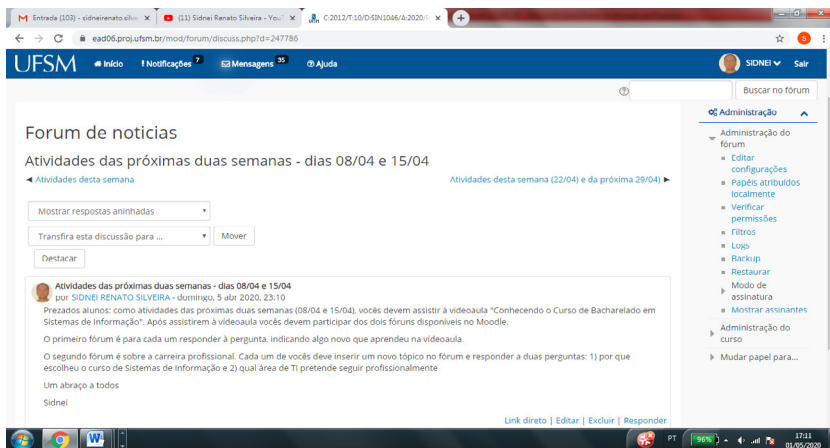 Entrada (103) - sidneirenato.silve
(11) Sidnei Renato Silveira - You
C:2012/T:10/D:SIN1046/A:2020/
ead06.proj.ufsm.br/mod/forum/discuss.php?d=247786
S
UFSM
Início
Notificações 7
Mensagens 35
Ajuda
SIDNEI
Sair
Buscar no fórum
Forum de noticias
Atividades das próximas duas semanas - dias 08/04 e 15/04
◄ Atividades desta semana
Atividades desta semana (22/04) e da próxima 29/04) ►
Mostrar respostas aninhadas
Transfira esta discussão para ...
Mover
Destacar
Atividades das próximas duas semanas - dias 08/04 e 15/04
por SIDNEI RENATO SILVEIRA - domingo, 5 abr 2020, 23:10
Prezados alunos: como atividades das próximas duas semanas (08/04 e 15/04), vocês devem assistir à videoaula "Conhecendo o Curso de Bacharelado em
Sistemas de Informação". Após assistirem à videoaula vocês devem participar dos dois fóruns disponíveis no Moodle.
O primeiro fórum é para cada um responder à pergunta, indicando algo novo que aprendeu na vídeoaula.
O segundo fórum é sobre a carreira profissional. Cada um de vocês deve inserir um novo tópico no fórum e responder a duas perguntas: 1) por que
escolheu o curso de Sistemas de Informação e 2) qual área de TI pretende seguir profissionalmente
Um abraço a todos
Sidnei
Link direto | Editar | Excluir | Responder
Administração
Administração do
fórum
Editar
configurações
Papéis atribuídos
localmente
Verificar
permissões
Filtros
Logs
Backup
Restaurar
Modo de
assinatura
Mostrar assinantes
Administração do
curso
Mudar papel para...
PT
96%
17:11
01/05/2020